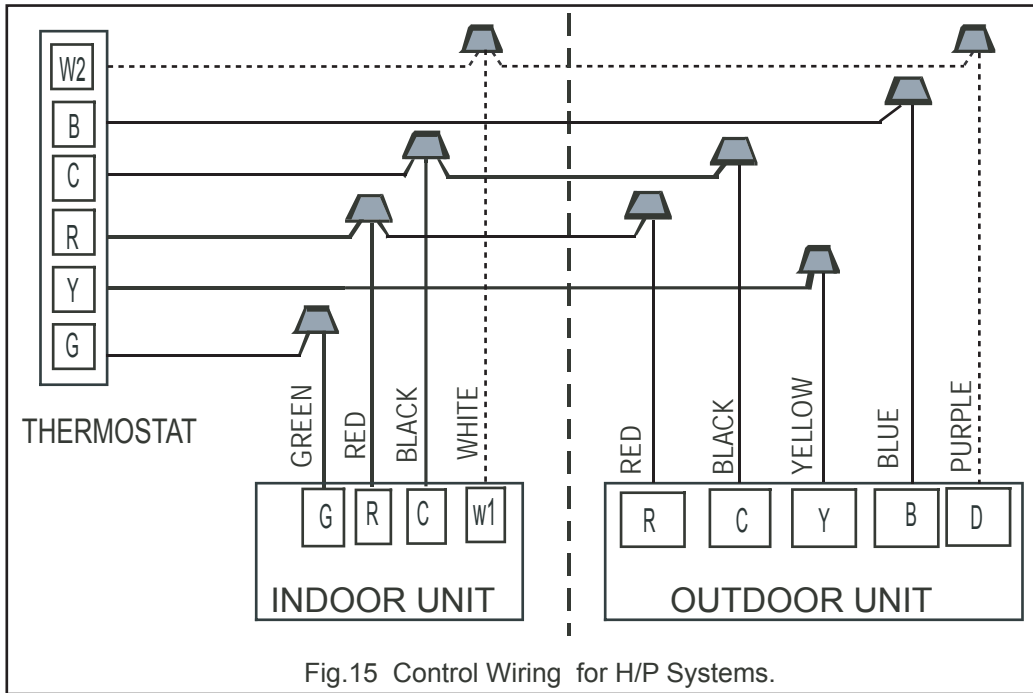 W2
B
C
R
Y
G
THERMOSTAT
GREEN
RED
BLACK
WHITE
RED
BLACK
YELLOW
BLUE
PURPLE
G R C w1
R C Y B D
INDOOR UNIT
OUTDOOR UNIT
Fig.15 Control Wiring for H/P Systems.